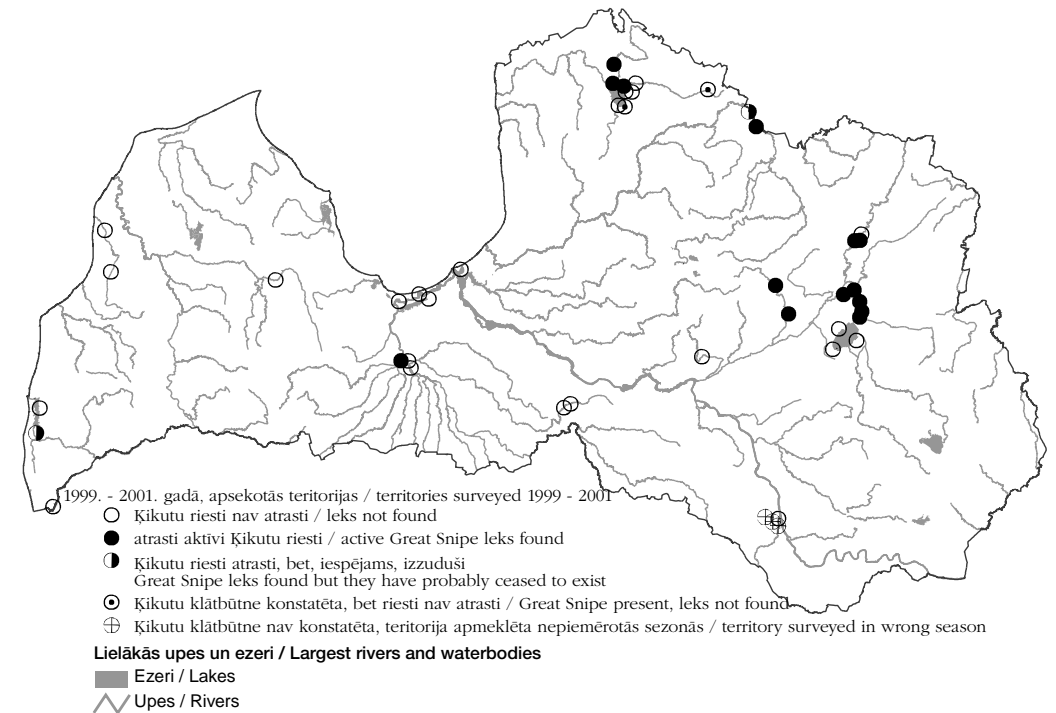 1999. - 2001. gadā, apsekotās teritorijas / territories surveyed 1999 - 2001
Ķikutu riesti nav atrasti / leks not found
atrasti aktīvi Ķikutu riesti / active Great Snipe leks found
Ķikutu riesti atrasti, bet, iespējams, izzuduši
Great Snipe leks found but they have probably ceased to exist
Ķikutu klātbūtne konstatēta, bet riesti nav atrasti / Great Snipe present, leks not found
Ķikutu klātbūtne nav konstatēta, teritorija apmeklēta nepiemērotās sezonās / territory surveyed in wrong season
Lielākās upes un ezeri / Largest rivers and waterbodies
Ezeri / Lakes
Upes / Rivers